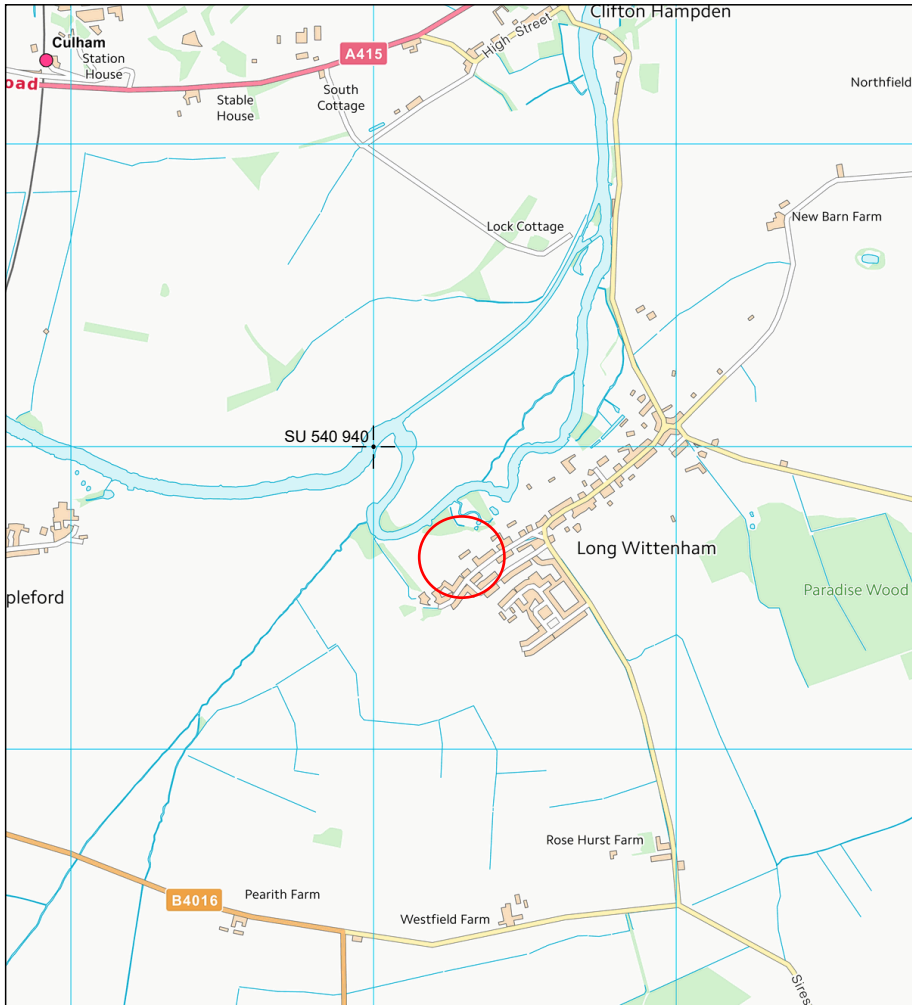 Clifton Hampden
Culham
Station
House
A415
High Street
oad
Stable
House
South
Cottage
Northfield
Lock Cottage
New Barn Farm
SU 540 940
Long Wittenham
Paradise Wood
pleford
Rose Hurst Farm
B4016
Pearith Farm
Westfield Farm
Sires